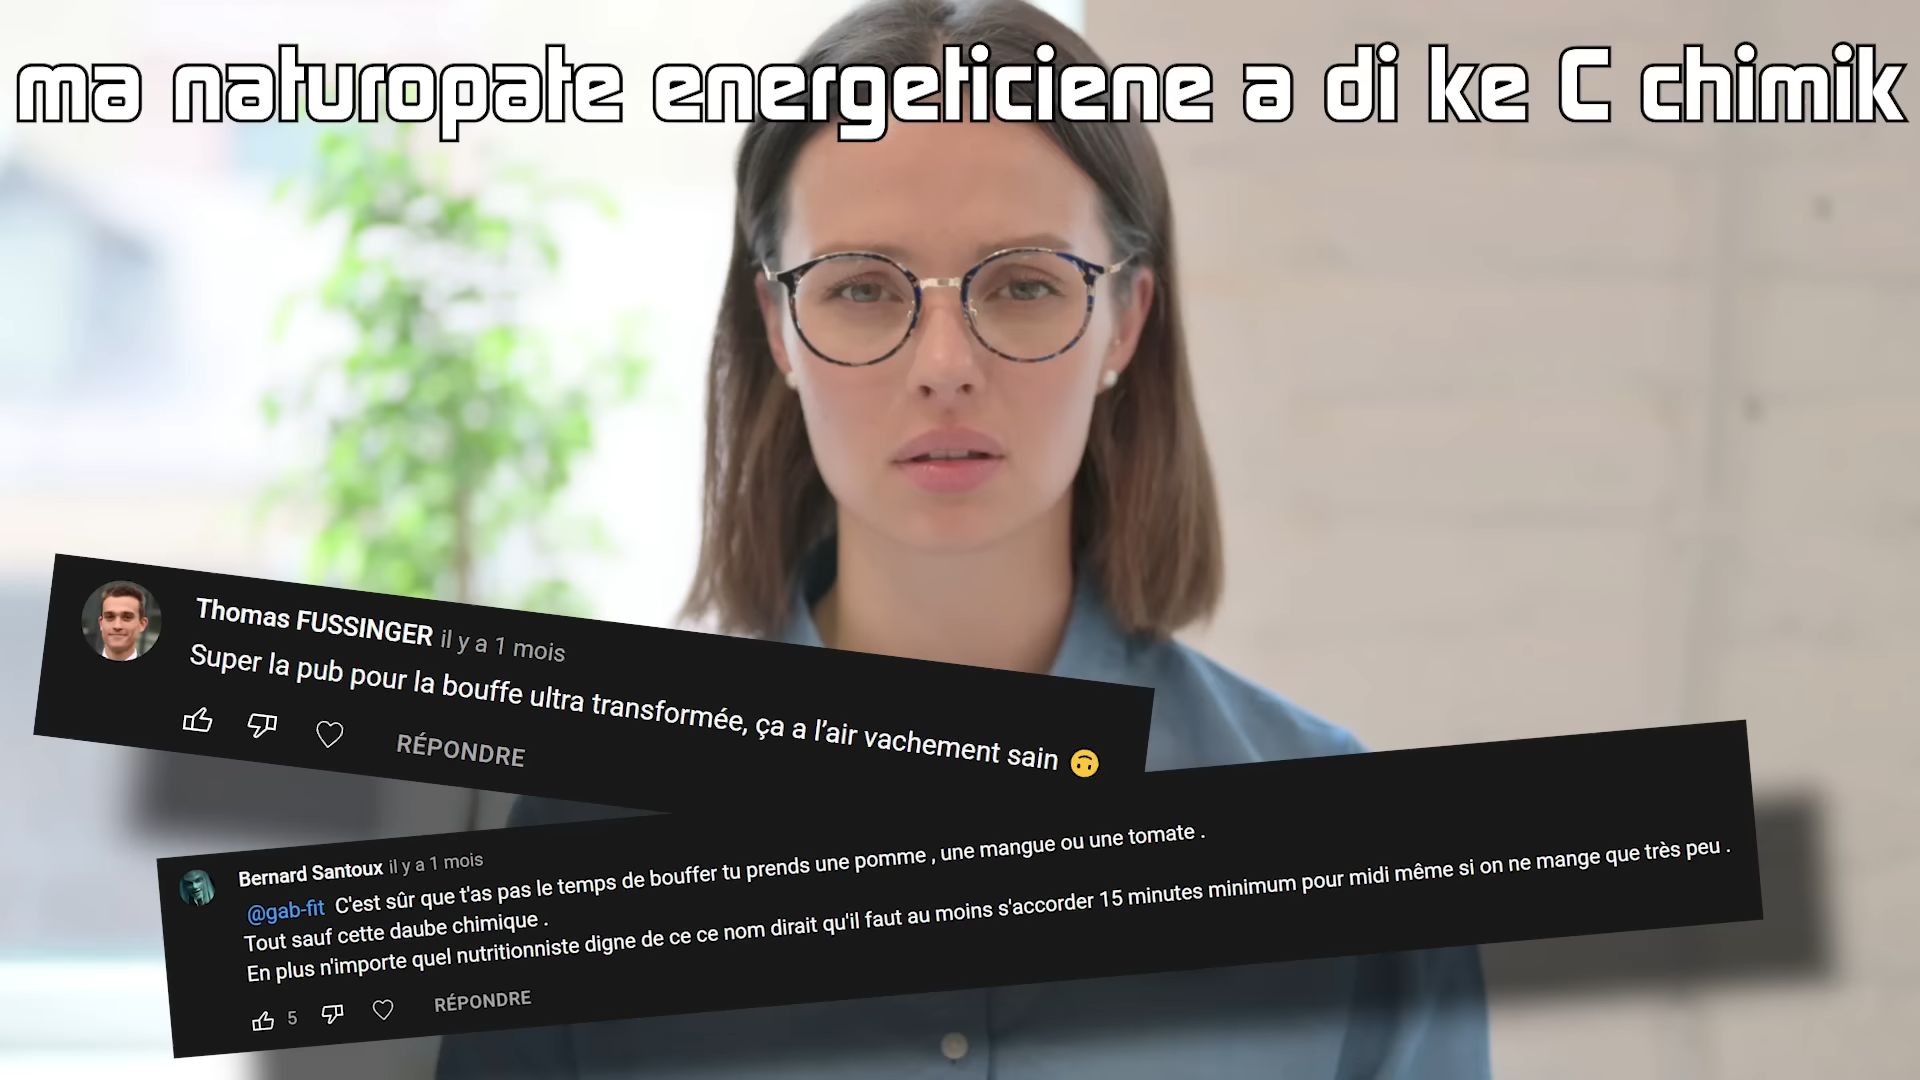 ma naturopate energeticiene a di ke C chimik
Thomas FUSSINGER il y a 1 mois
Super la pub pour la bouffe ultra transformée, ça a l’air vachement sain 🙃
RÉPONDRE
Bernard Santoux il y a 1 mois
@gab-fit C'est sûr que t'as pas le temps de bouffer tu prends une pomme , une mangue ou une tomate .
Tout sauf cette daube chimique .
En plus n'importe quel nutritionniste digne de ce ce nom dirait qu'il faut au moins s'accorder 15 minutes minimum pour midi même si on ne mange que très peu .
5 RÉPONDRE